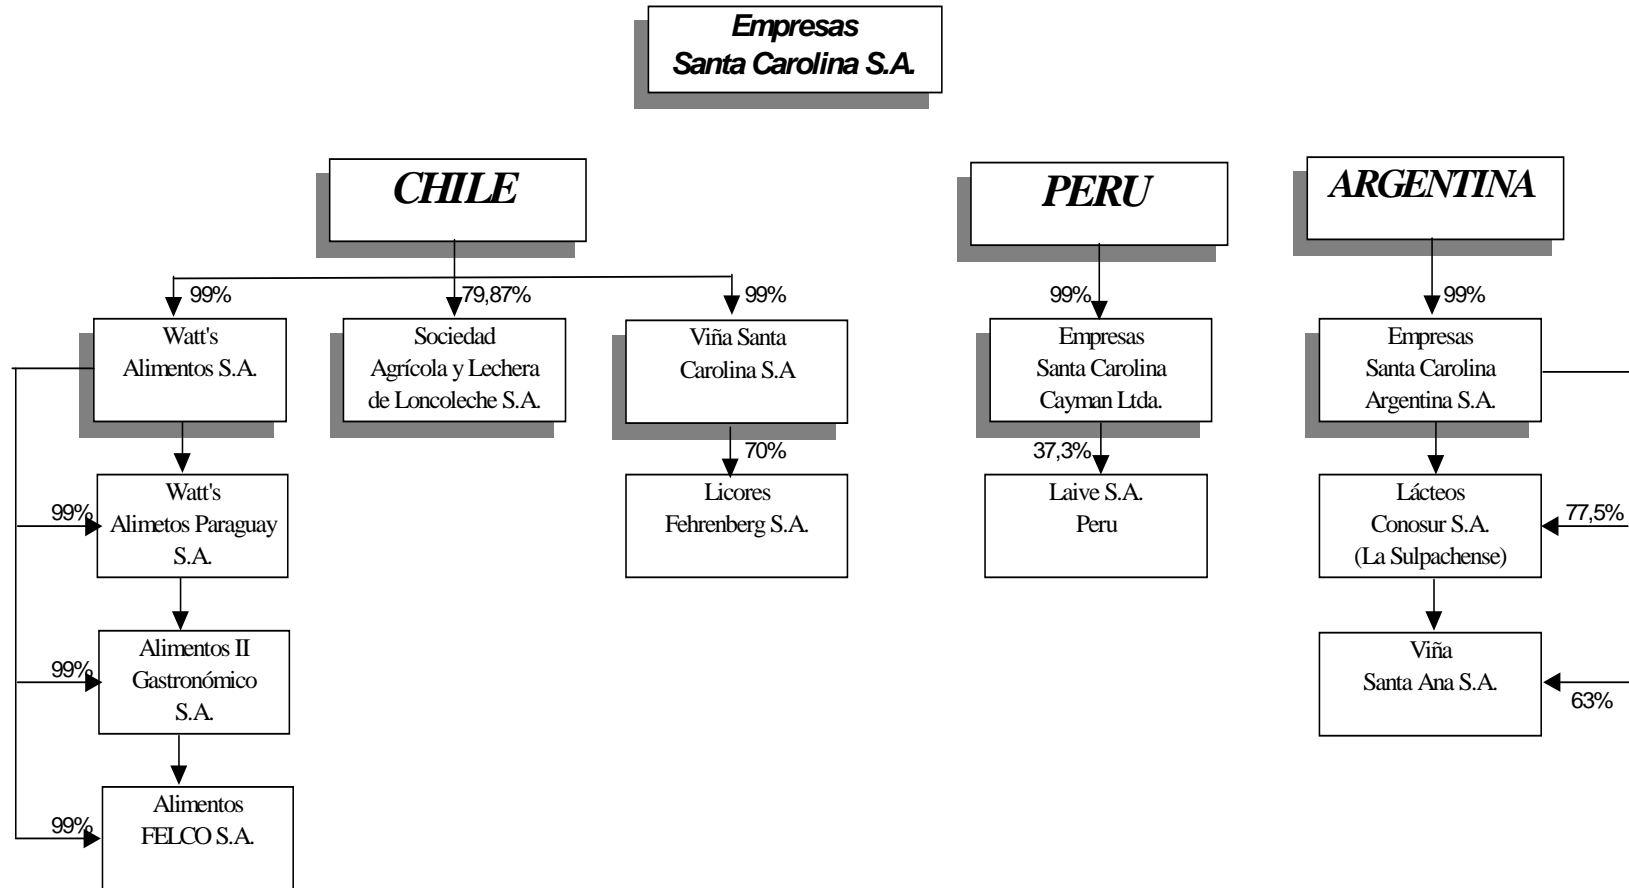 Empresas
Santa Carolina S.A.
CHILE
PERU
ARGENTINA
99%
79,87%
99%
99%
99%
Watt's
Alimentos S.A.
Sociedad
Agrícola y Lechera
de Loncoleche S.A.
Viña Santa
Carolina S.A
Empresas
Santa Carolina
Cayman Ltda.
Empresas
Santa Carolina
Argentina S.A.
70%
37,3%
99%
Watt's
Alimetos Paraguay
S.A.
Licores
Fehrenberg S.A.
Laive S.A.
Peru
Lácteos
Conosur S.A.
(La Sulpachense)
77,5%
99%
Alimentos II
Gastronómico
S.A.
Viña
Santa Ana S.A.
63%
99%
Alimentos
FELCO S.A.